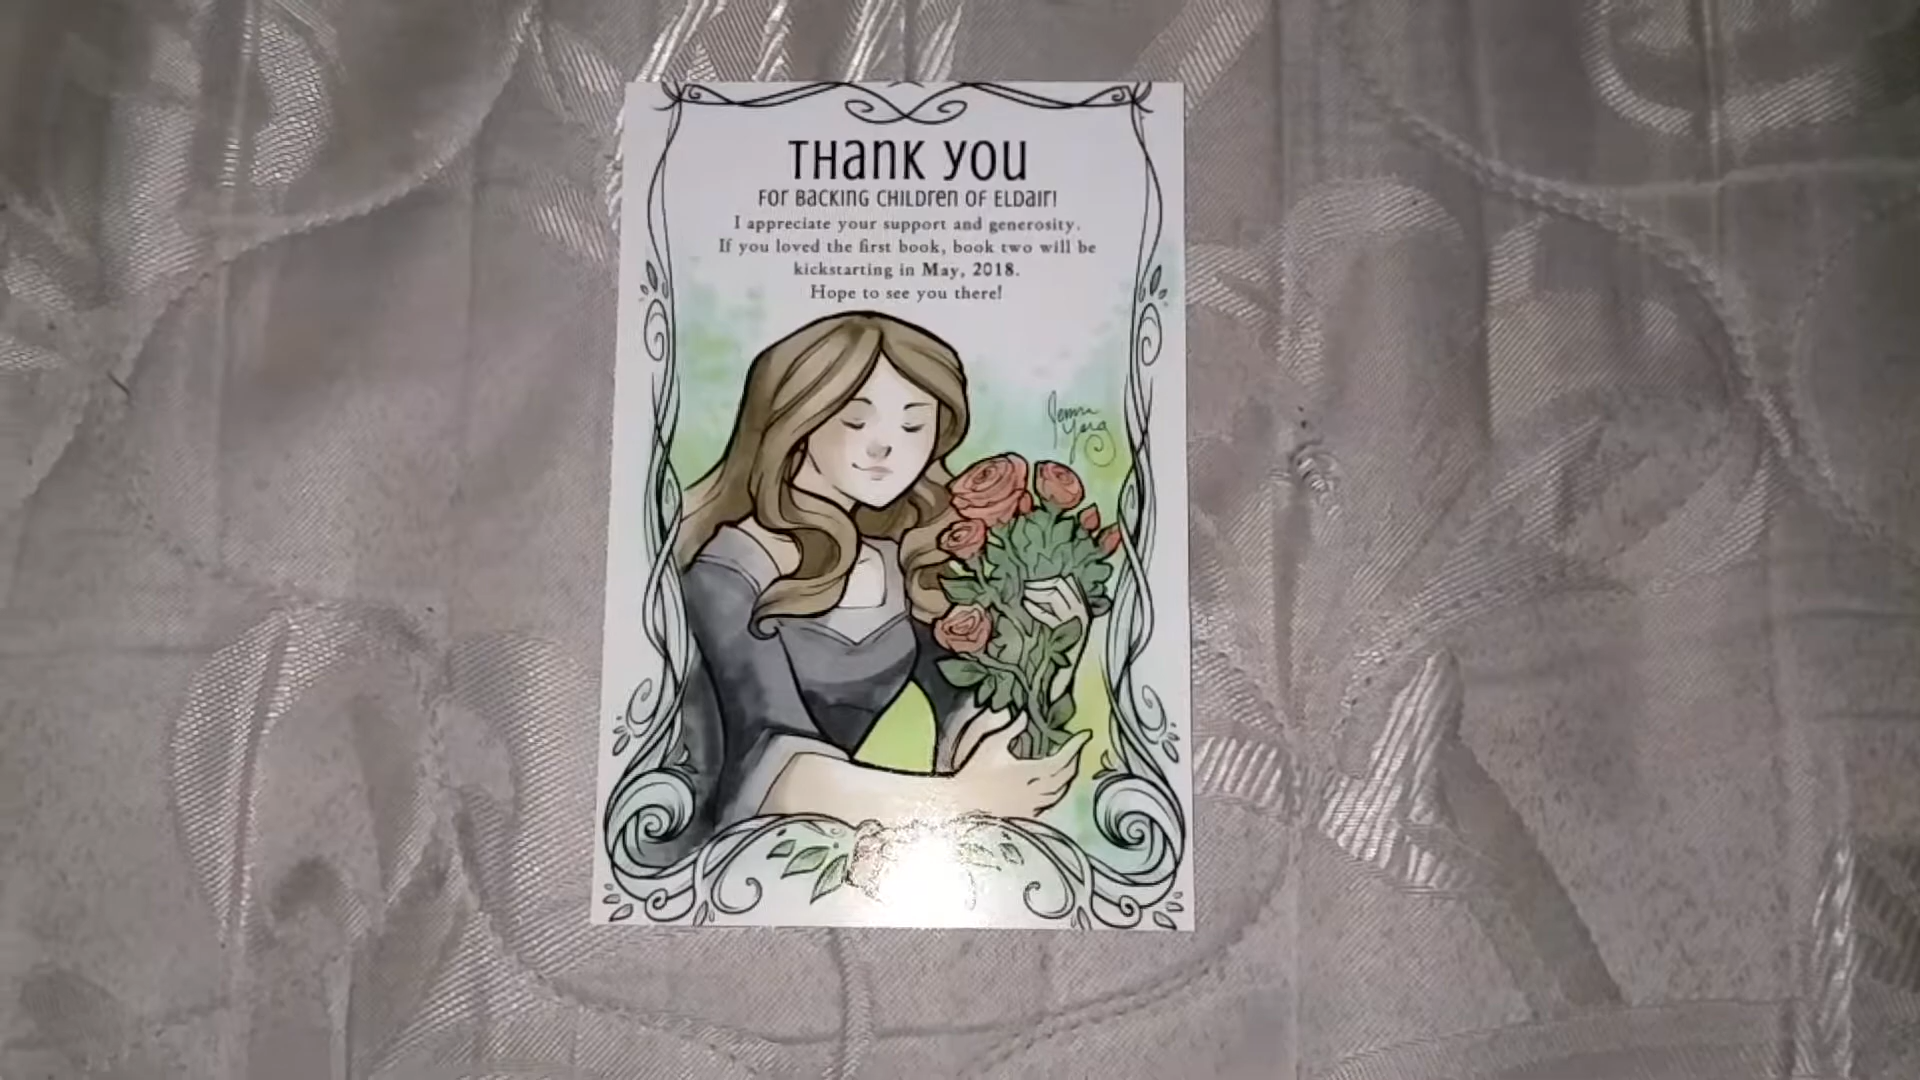 THANK YOU
FOR BACKING CHILDREN OF ELDAIR!
I appreciate your support and generosity.
If you loved the first book, book two will be
kickstarting in May, 2018.
Hope to see you there!